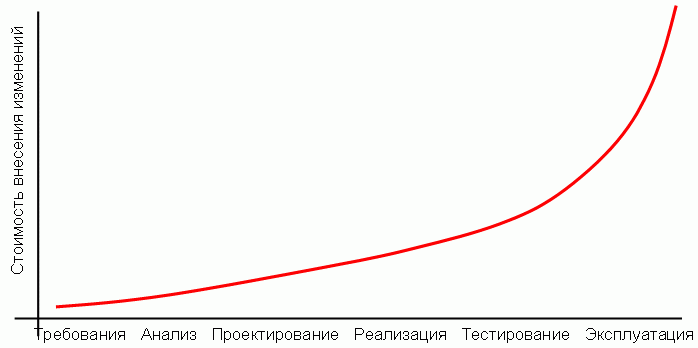 Стоимость внесения изменений
Требования Анализ Проектирование Реализация Тестирование Эксплуатация